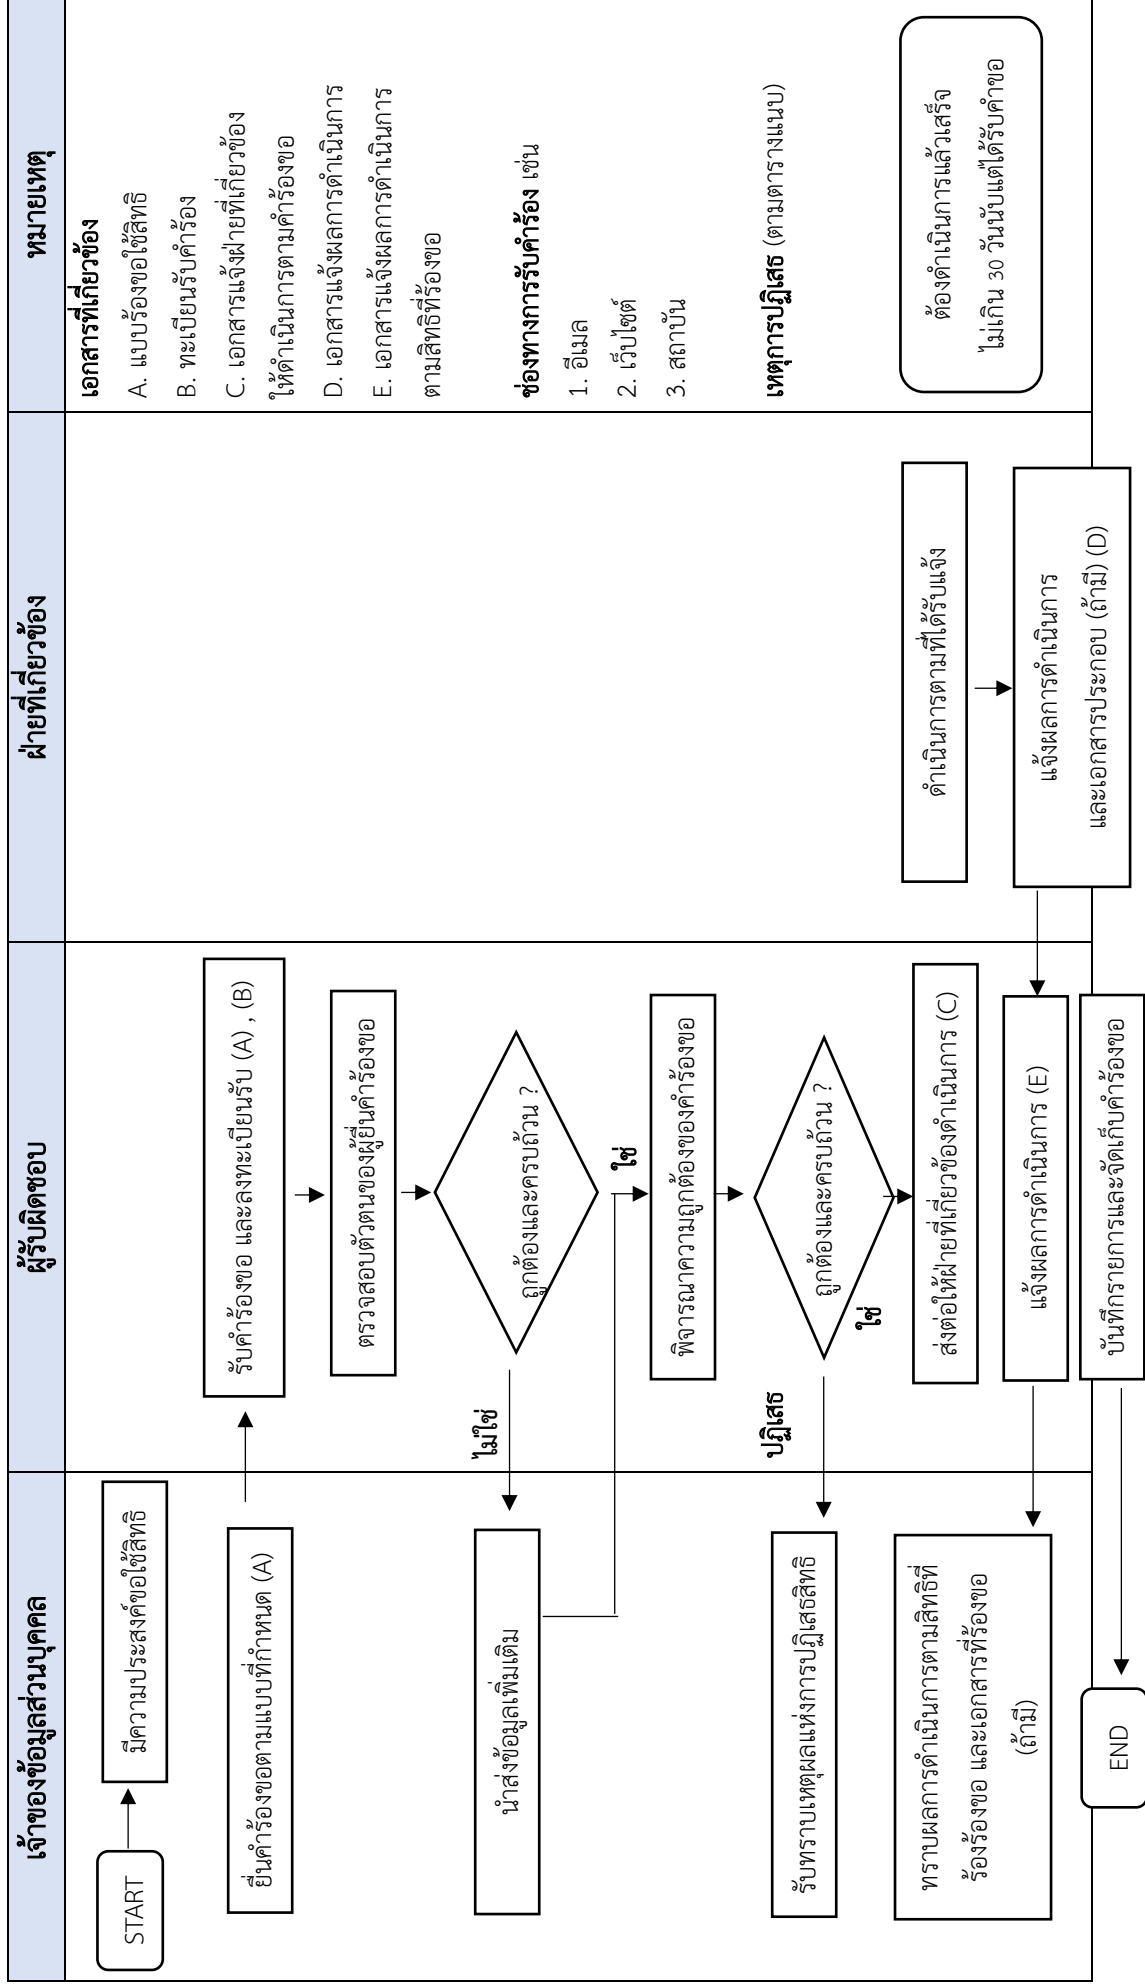 เจ้าของข้อมูลส่วนบุคคล
ผู้รับผิดชอบ
ฝ่ายที่เกี่ยวข้อง
หมายเหตุ
START
มีความประสงค์ขอใช้สิทธิ
ยื่นคำร้องขอตามแบบที่กำหนด (A)
นำส่งข้อมูลเพิ่มเติม
รับทราบเหตุผลแห่งการปฏิเสธสิทธิ
ทราบผลการดำเนินการตามสิทธิที่
ร้องร้องขอ และเอกสารที่ร้องขอ
(ถ้ามี)
END
รับคำร้องขอ และลงทะเบียนรับ (A) , (B)
ตรวจสอบตัวตนของผู้ยื่นคำร้องขอ
ถูกต้องและครบถ้วน ?
ไม่ใช่
ใช่
พิจารณาความถูกต้องของคำร้องขอ
ถูกต้องและครบถ้วน ?
ปฏิเสธ
ใช่
ส่งต่อให้ฝ่ายที่เกี่ยวข้องดำเนินการ (C)
แจ้งผลการดำเนินการ (E)
บันทึกรายการและจัดเก็บคำร้องขอ
ดำเนินการตามที่ได้รับแจ้ง
แจ้งผลการดำเนินการ
และเอกสารประกอบ (ถ้ามี) (D)
เอกสารที่เกี่ยวข้อง
A. แบบร้องขอใช้สิทธิ
B. ทะเบียนรับคำร้อง
C. เอกสารแจ้งฝ่ายที่เกี่ยวข้อง
ให้ดำเนินการตามคำร้องขอ
D. เอกสารแจ้งผลการดำเนินการ
E. เอกสารแจ้งผลการดำเนินการ
ตามสิทธิที่ร้องขอ
ช่องทางการรับคำร้อง เช่น
1. อีเมล
2. เว็บไซต์
3. สถาบัน
เหตุการปฏิเสธ (ตามตารางแนบ)
ต้องดำเนินการแล้วเสร็จ
ไม่เกิน 30 วันนับแต่ได้รับคำขอ